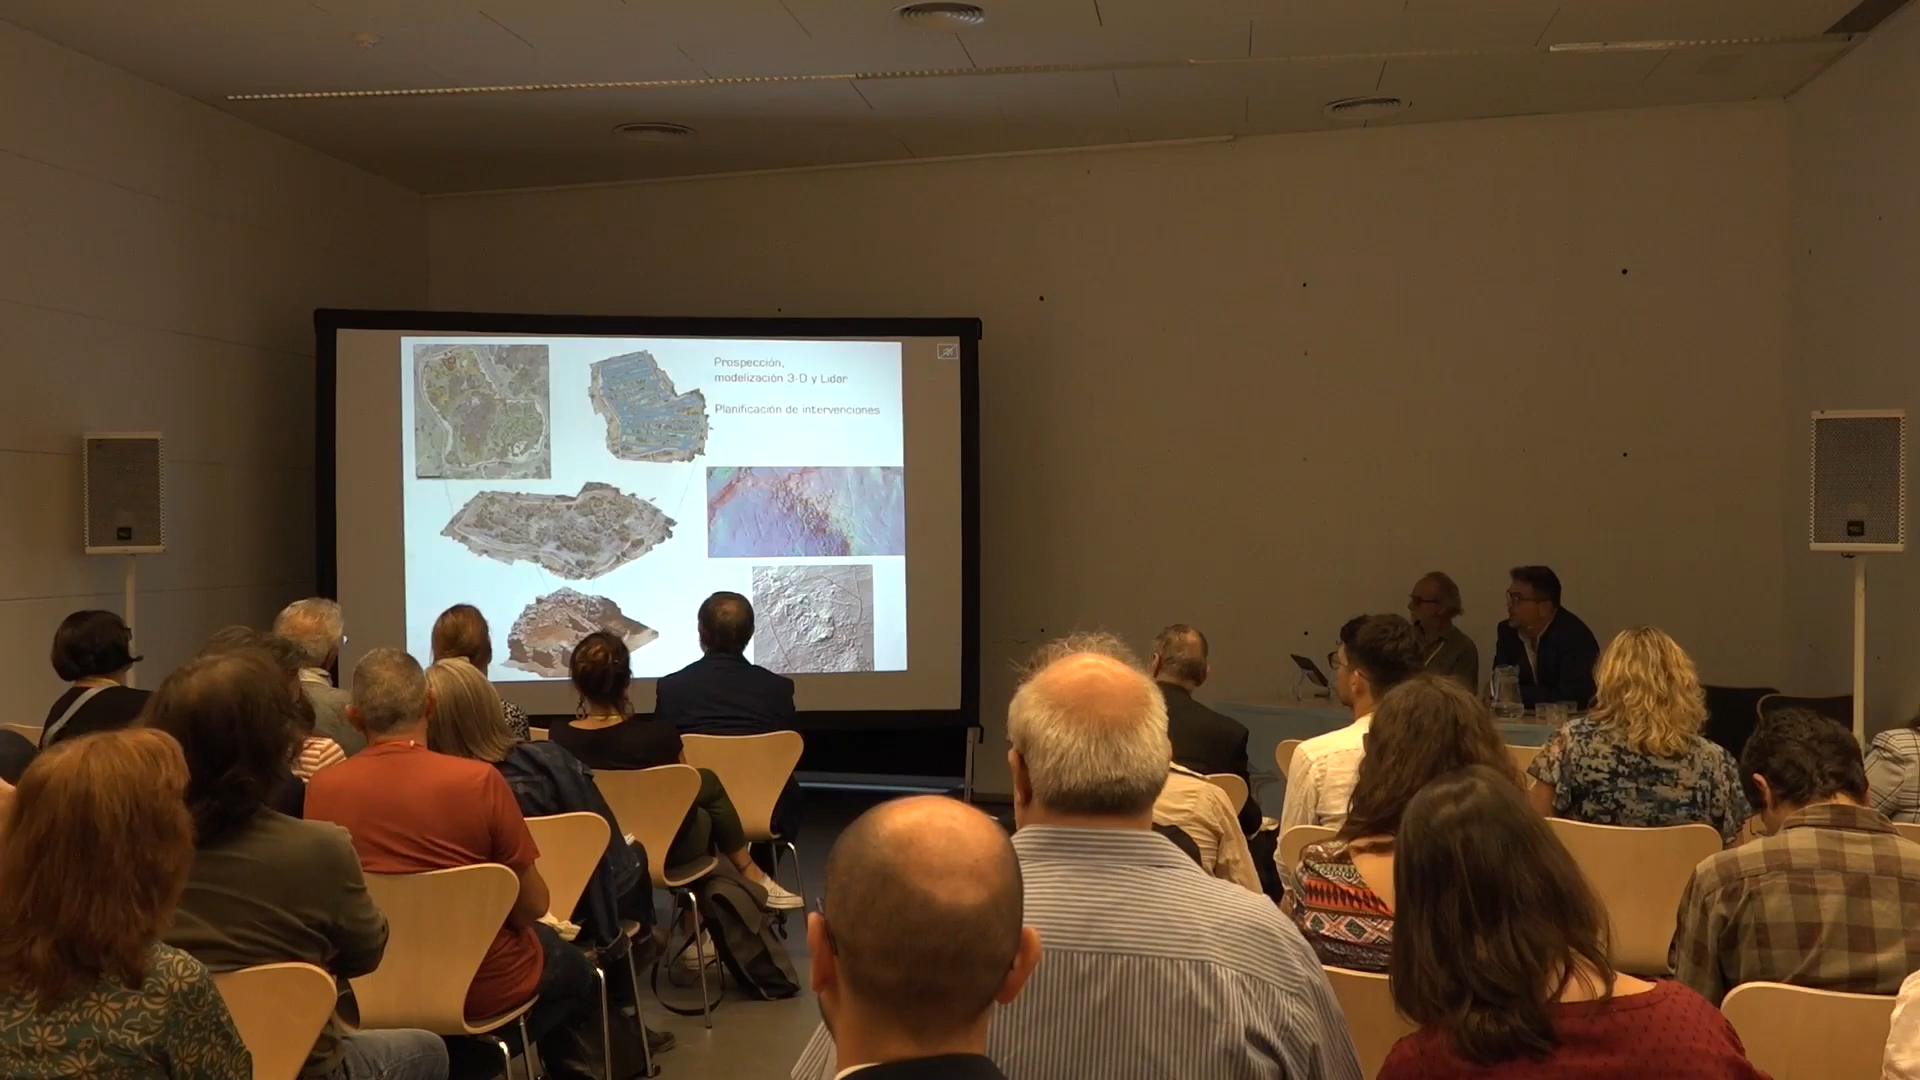 Prospección,
modelización 3-D y Lidar
Planificación de intervenciones